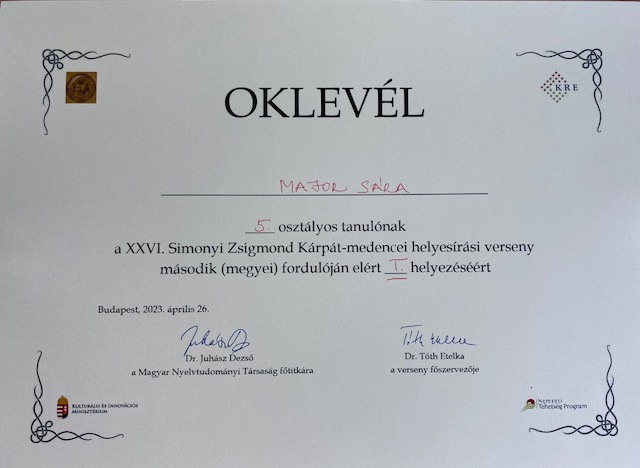 KRE
OKLEVÉL
MAJOR SÁRA
5. osztályos tanulónak
a XXVI. Simonyi Zsigmond Kárpát-medencei helyesírási verseny
második (megyei) fordulóján elért I. helyezéséért
Budapest, 2023. április 26.
Dr. Juhász Dezső
a Magyar Nyelvtudományi Társaság főtitkára
Tóth Etelka
Dr. Tóth Etelka
a verseny főszervezője
Kulturális és Innovációs
Minisztérium
Nemzeti
Tehetség Program